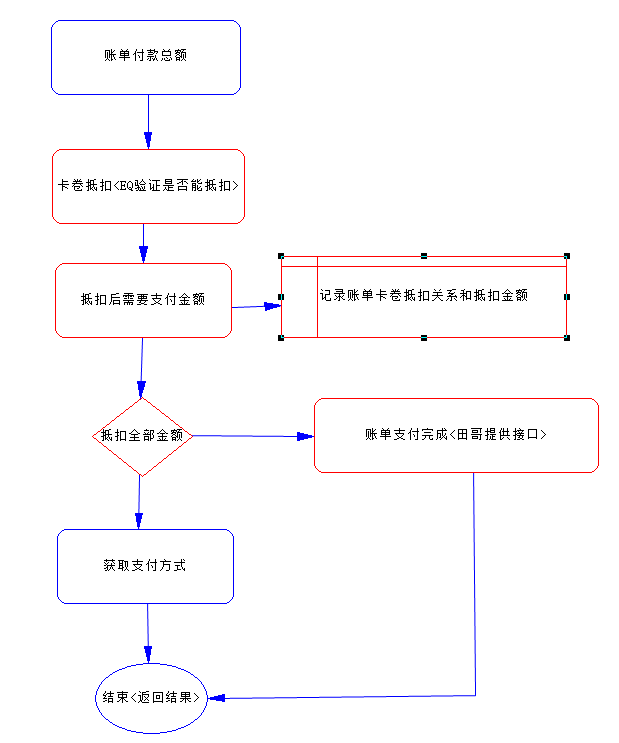 账单付款总额
卡卷抵扣<EQ验证是否能抵扣>
抵扣后需要支付金额
记录账单卡卷抵扣关系和抵扣金额
抵扣全部金额
账单支付完成<田哥提供接口>
获取支付方式
结束<返回结果>